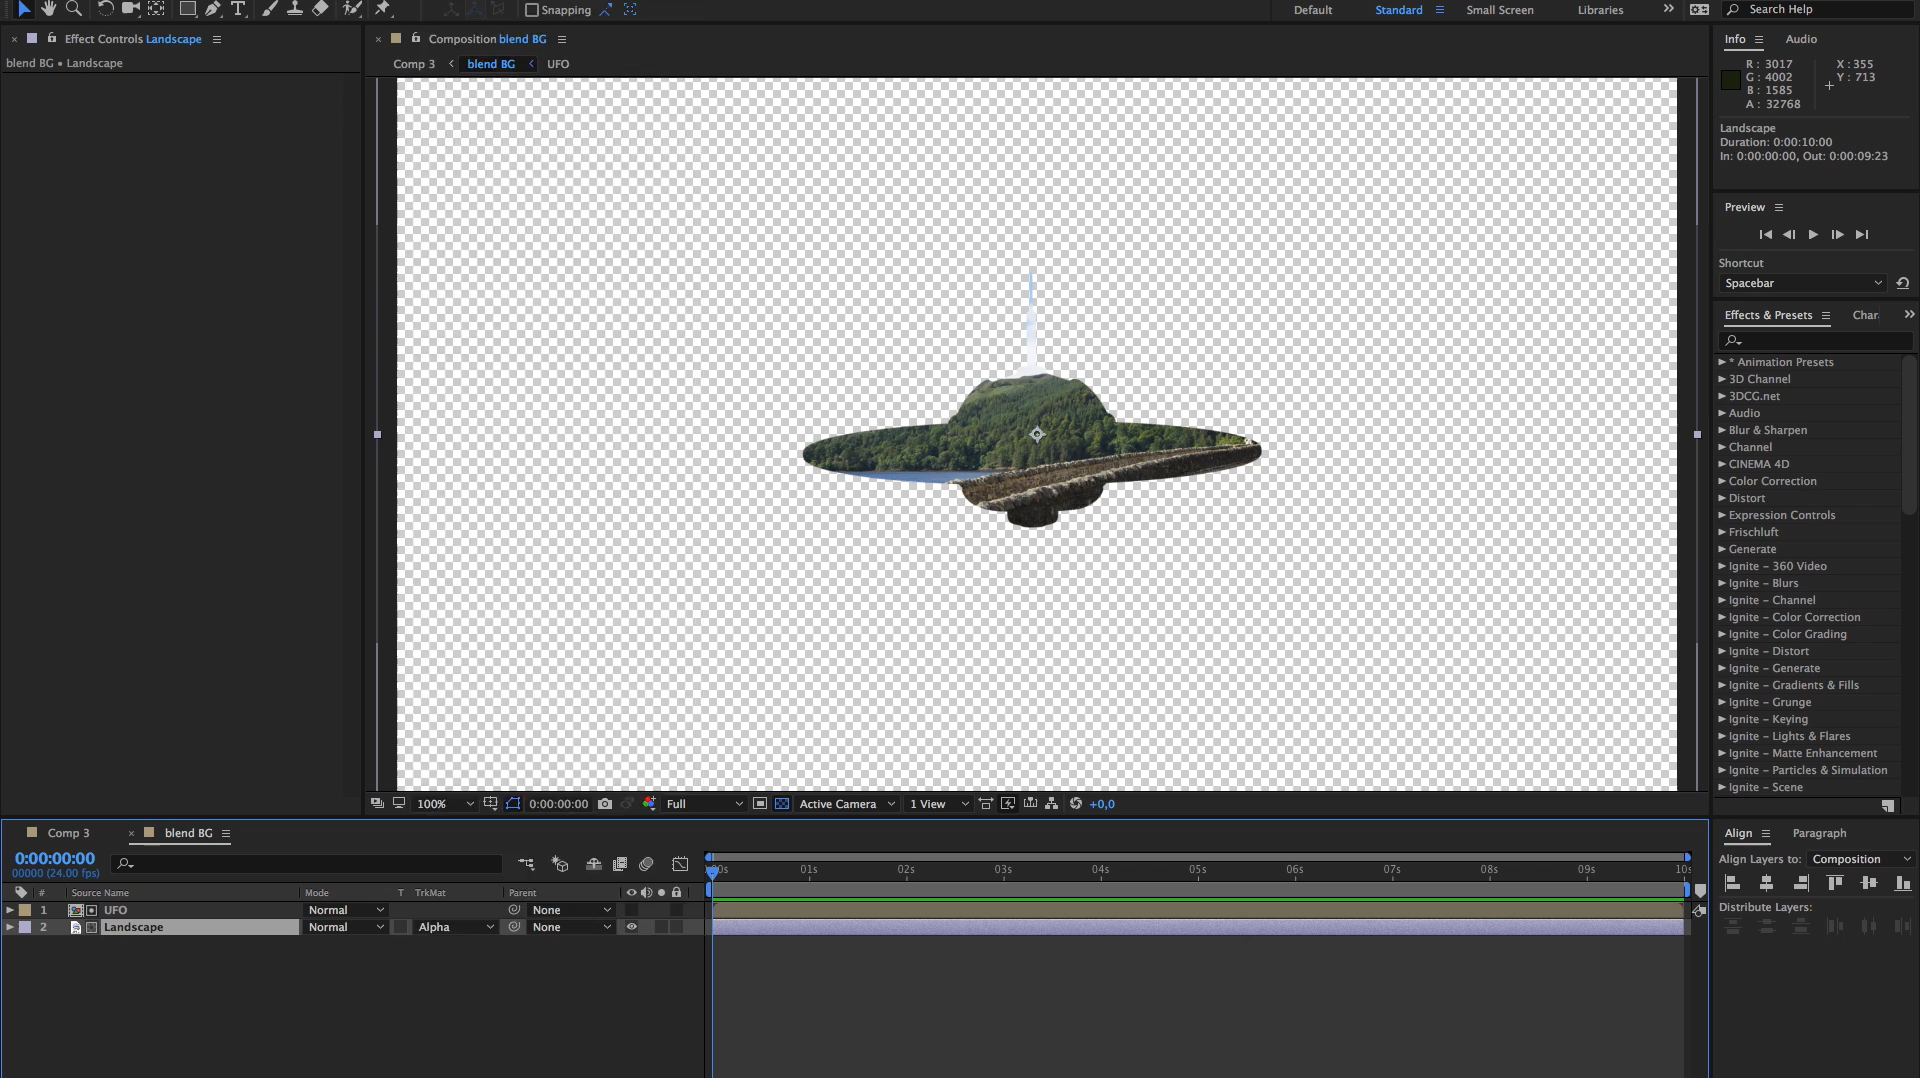 Snapping
Default
Standard
Small Screen
Libraries
Search Help
Effect Controls Landscape
blend BG • Landscape
Composition blend BG
Comp 3
blend BG
UFO
Info
Audio
R : 3017
G : 4002
B : 1585
A : 32768
X : 355
Y : 713
Landscape
Duration: 0:00:10:00
In: 0:00:00:00, Out: 0:00:09:23
Preview
Shortcut
Spacebar
Effects & Presets
Char
* Animation Presets
3D Channel
3DCG.net
Audio
Blur & Sharpen
Channel
CINEMA 4D
Color Correction
Distort
Expression Controls
Frischluft
Generate
Ignite – 360 Video
Ignite – Blurs
Ignite – Channel
Ignite – Color Correction
Ignite – Color Grading
Ignite – Distort
Ignite – Generate
Ignite – Gradients & Fills
Ignite – Grunge
Ignite – Keying
Ignite – Lights & Flares
Ignite – Matte Enhancement
Ignite – Particles & Simulation
Ignite – Scene
100%
0:00:00:00
Full
Active Camera
1 View
+0,0
Comp 3
blend BG
0:00:00:00
00000 (24.00 fps)
01s 02s 03s 04s 05s 06s 07s 08s 09s
# Source Name Mode T TrkMat Parent
1 UFO Normal None
2 Landscape Normal Alpha None
Align
Paragraph
Align Layers to: Composition
Distribute Layers: